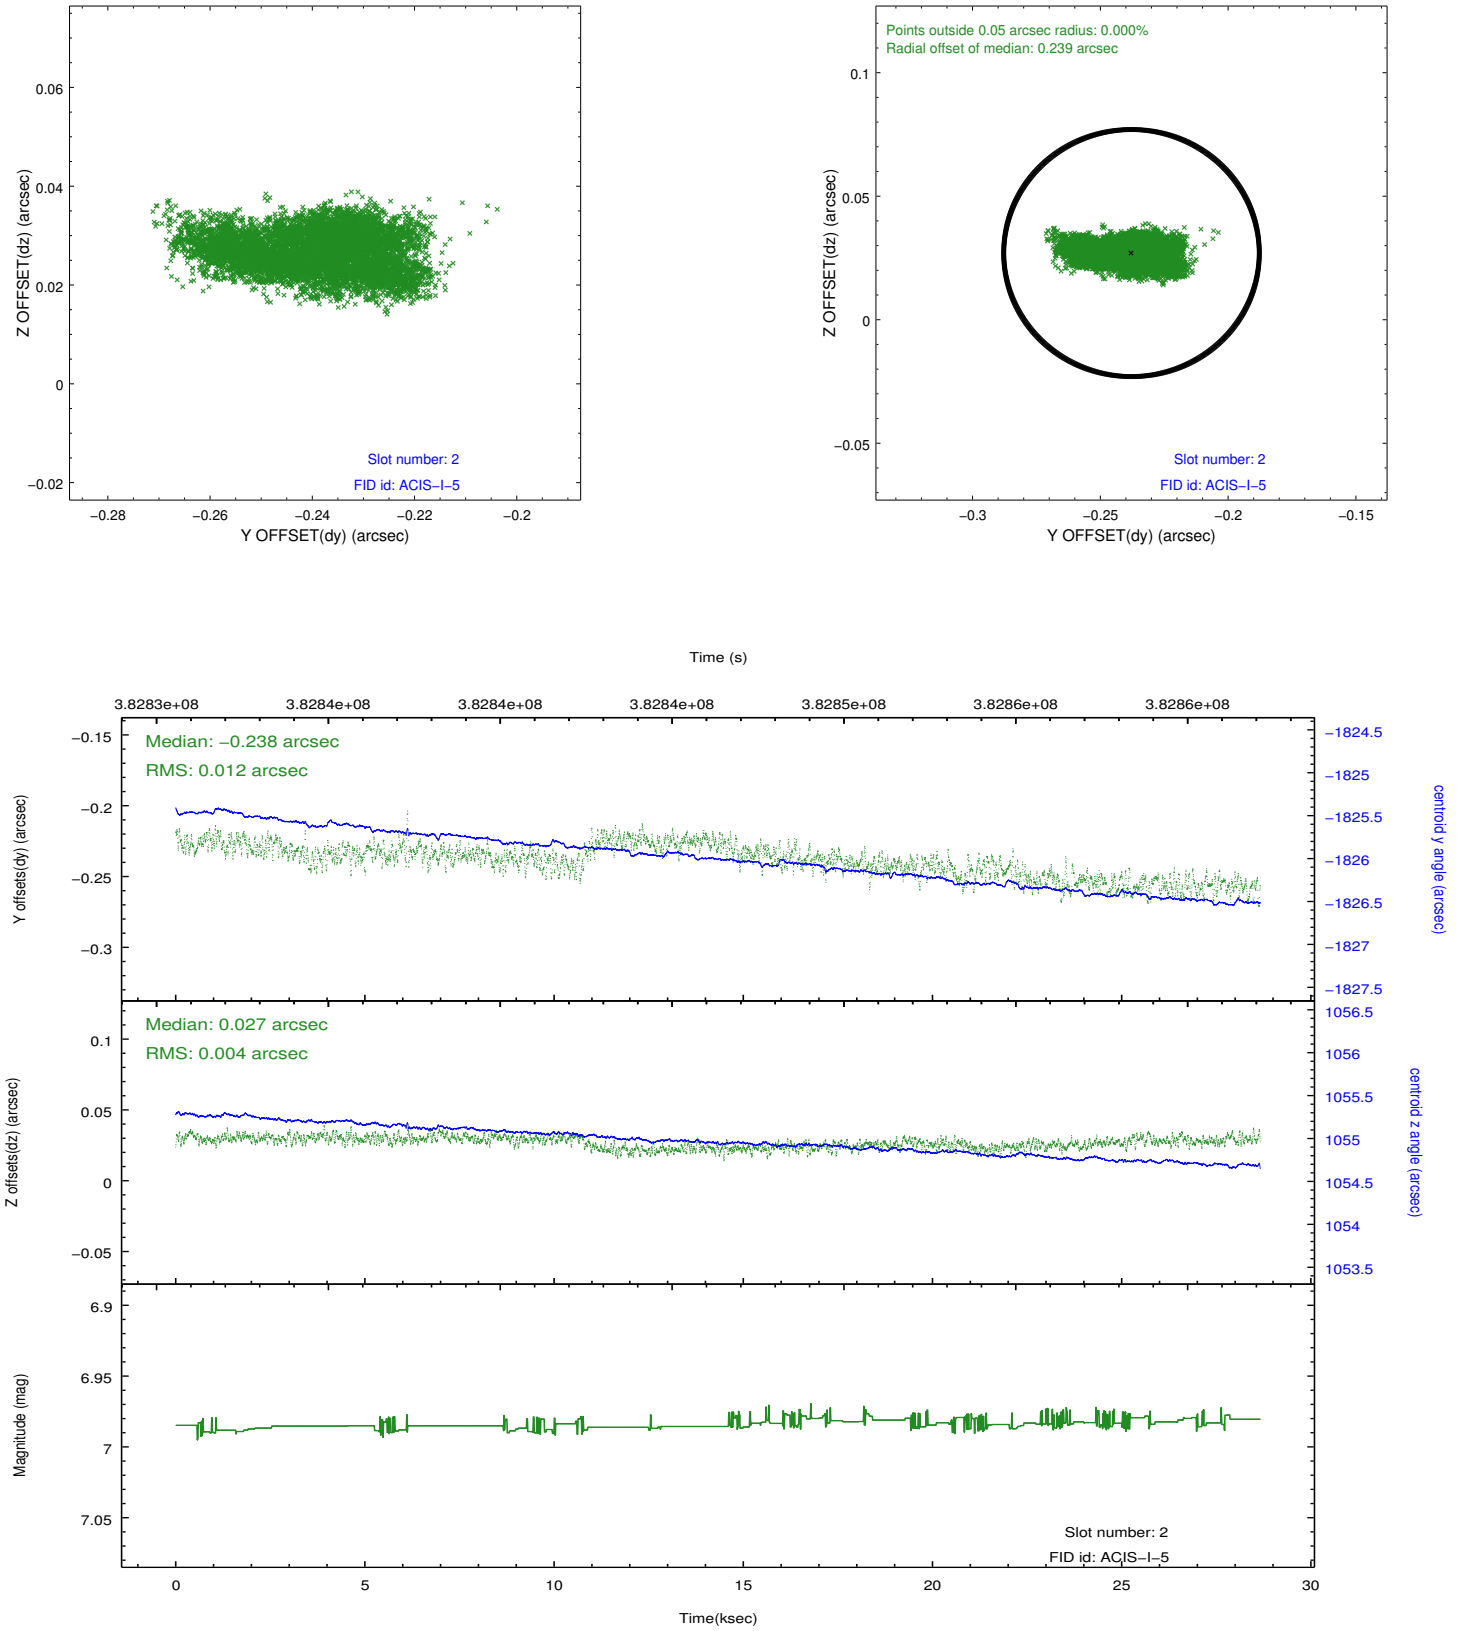 0.06
0.04
0.02
0
−0.02
Z OFFSET(dz) (arcsec)
Slot number: 2
FID id: ACIS−I−5
−0.28 −0.26 −0.24 −0.22 −0.2
Y OFFSET(dy) (arcsec)
Points outside 0.05 arcsec radius: 0.000%
Radial offset of median: 0.239 arcsec
0.1
0.05
0
−0.05
Z OFFSET(dz) (arcsec)
Slot number: 2
FID id: ACIS−I−5
−0.3 −0.25 −0.2 −0.15
Y OFFSET(dy) (arcsec)
Time (s)
3.8283e+08 3.8284e+08 3.8284e+08 3.8284e+08 3.8285e+08 3.8286e+08 3.8286e+08
Median: −0.238 arcsec
RMS: 0.012 arcsec
−0.15
−0.2
−0.25
−0.3
Y offsets(dy) (arcsec)
−1824.5
−1825
−1825.5
−1826
−1826.5
−1827
−1827.5
centroid y angle (arcsec)
Median: 0.027 arcsec
RMS: 0.004 arcsec
0.1
0.05
0
−0.05
Z offsets(dz) (arcsec)
1056.5
1056
1055.5
1055
1054.5
1054
1053.5
centroid z angle (arcsec)
6.9
6.95
7
7.05
Magnitude (mag)
Slot number: 2
FID id: ACIS−I−5
0 5 10 15 20 25 30
Time(ksec)